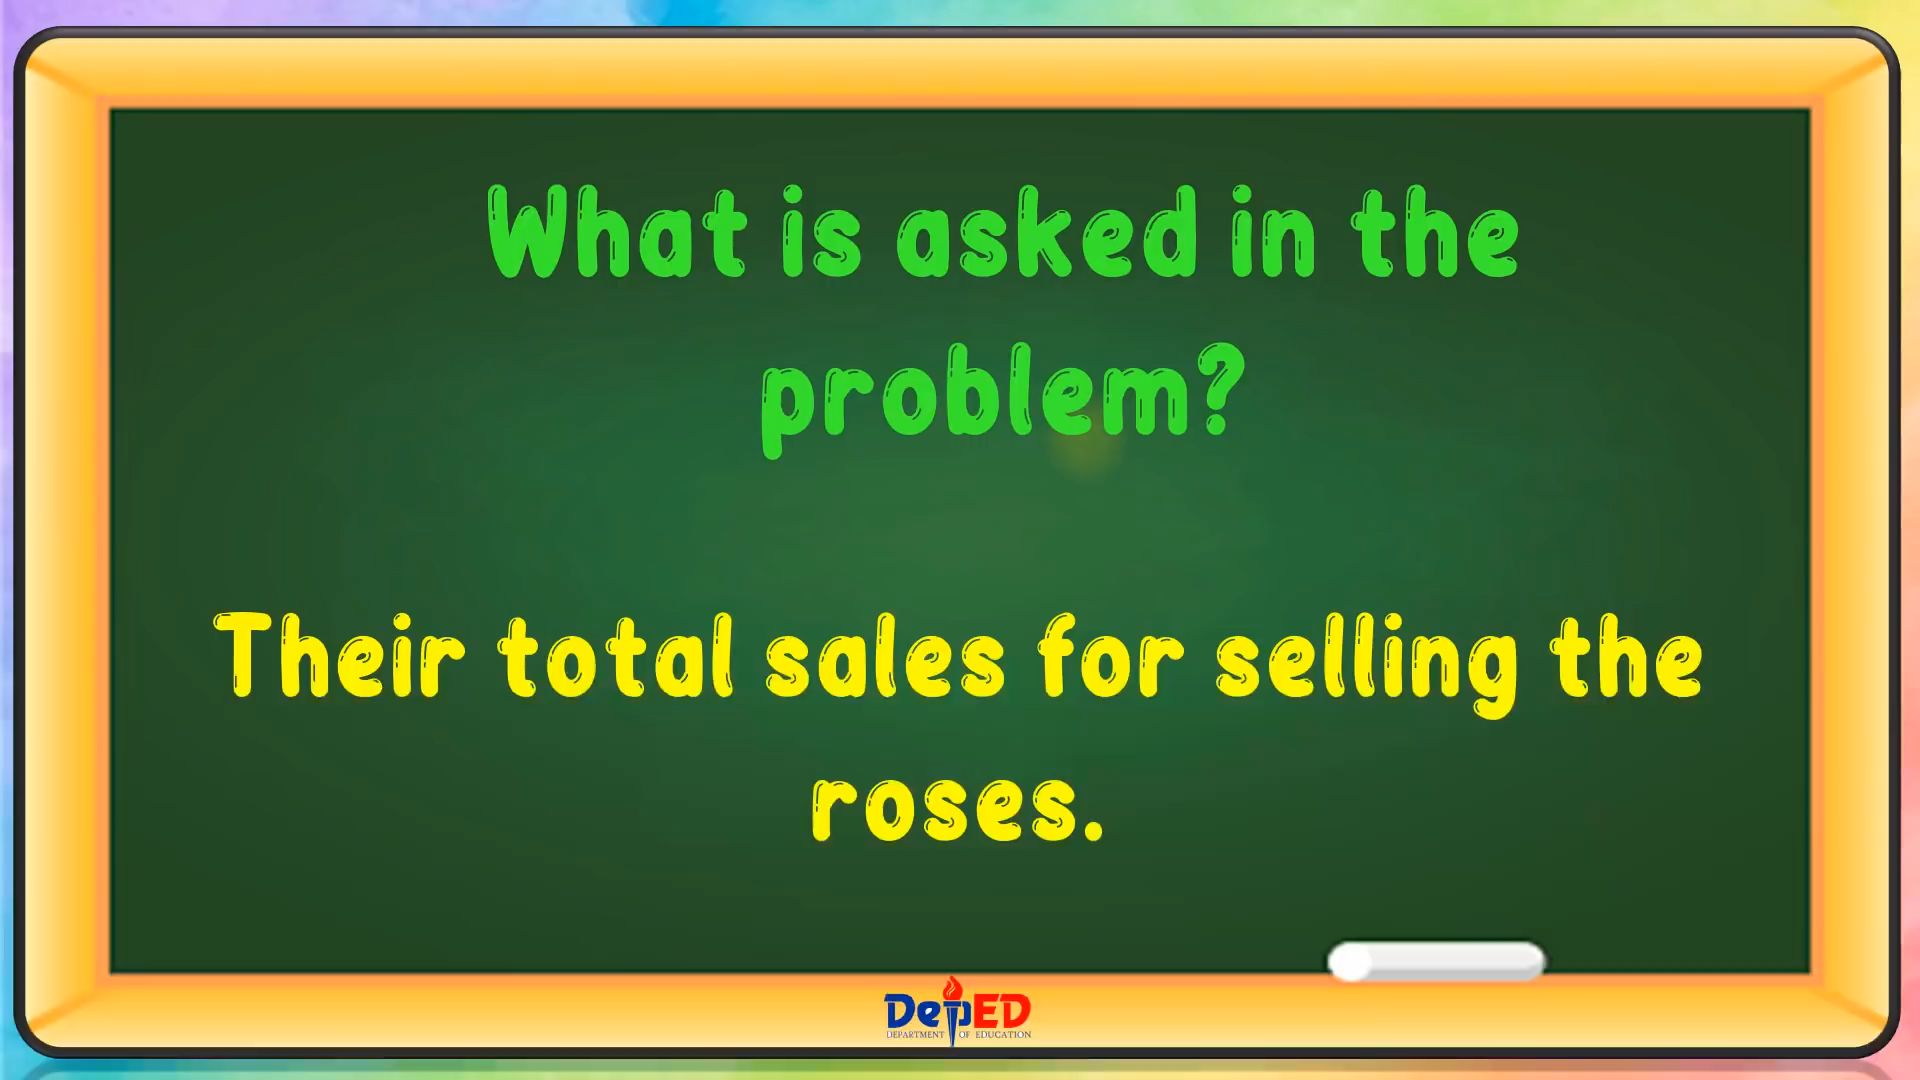 What is asked in the
problem?
Their total sales for selling the
roses.
DepED
DEPARTMENT OF EDUCATION